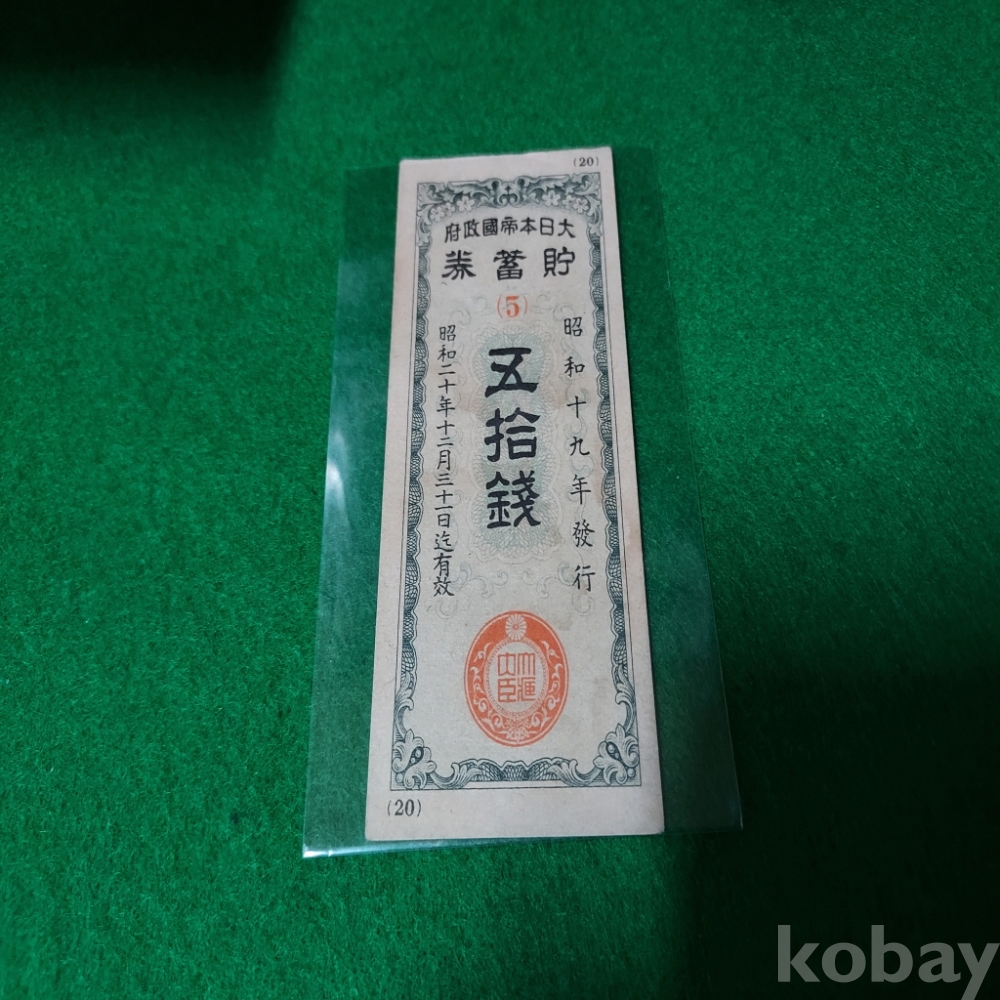 (20)
大日本帝國政府
貯蓄券
(5)
昭和十九年發行
五拾錢
昭和二十年十二月三十一日迄有效
大藏大臣
(20)
kobay